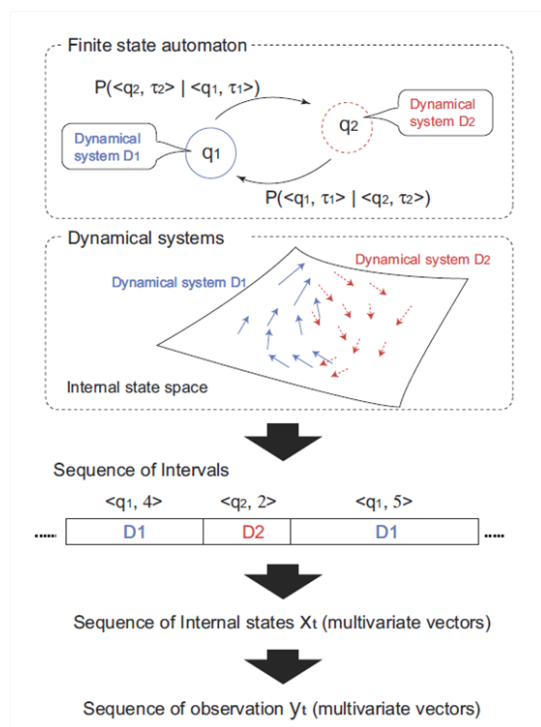 Finite state automaton
P(<q2, τ2> | <q1, τ1>)
Dynamical
system D1
q1
q2
Dynamical
system D2
P(<q1, τ1> | <q2, τ2>)
Dynamical systems
Dynamical system D2
Dynamical system D1
Internal state space
Sequence of Intervals
<q1, 4> <q2, 2> <q1, 5>
..... D1 D2 D1 .....
Sequence of Internal states xt (multivariate vectors)
Sequence of observation yt (multivariate vectors)